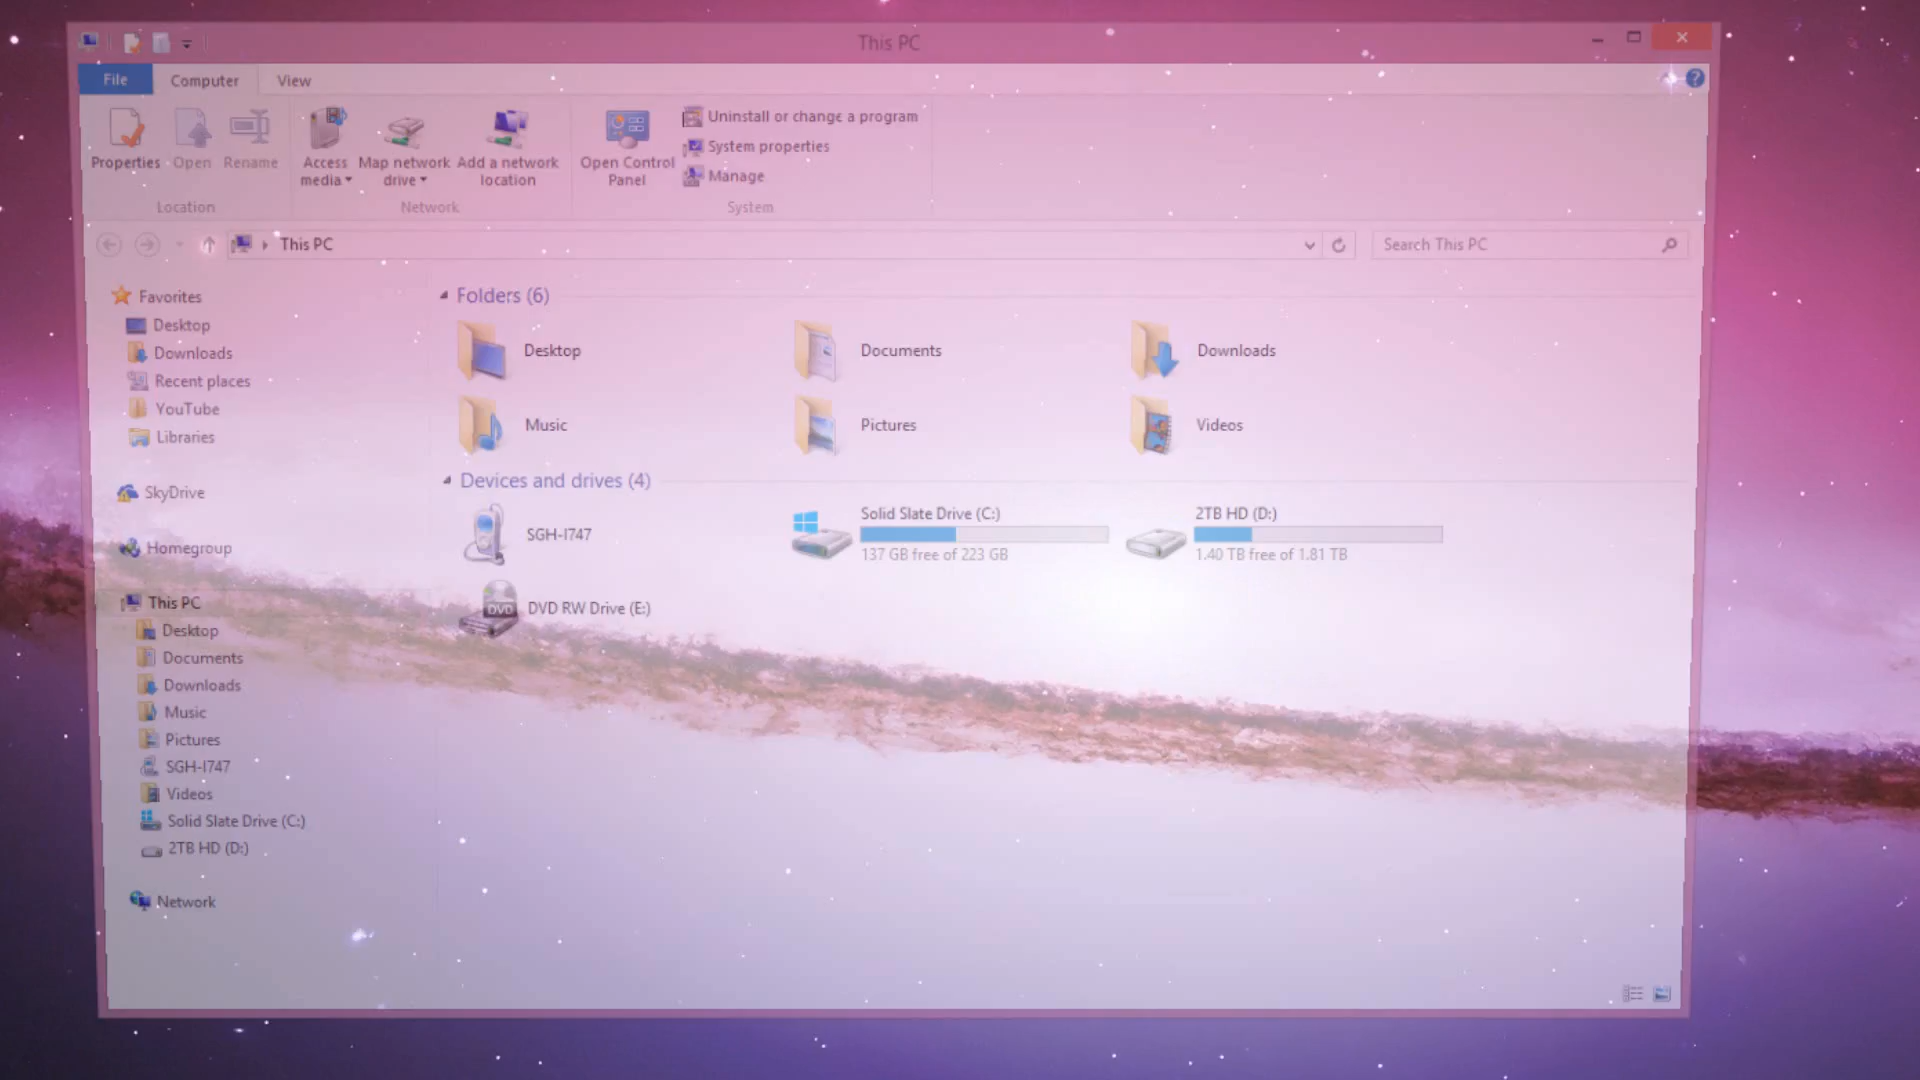 This PC
File Computer View
Properties Open Rename
Access media Map network drive Add a network location
Open Control Panel
Uninstall or change a program
System properties
Manage
Location Network System
This PC
Search This PC
Favorites
Desktop
Downloads
Recent places
YouTube
Libraries
SkyDrive
Homegroup
This PC
Desktop
Documents
Downloads
Music
Pictures
SGH-I747
Videos
Solid Slate Drive (C:)
2TB HD (D:)
Network
Folders (6)
Desktop Documents Downloads
Music Pictures Videos
Devices and drives (4)
SGH-I747
Solid Slate Drive (C:)
137 GB free of 223 GB
2TB HD (D:)
1.40 TB free of 1.81 TB
DVD
DVD RW Drive (E:)